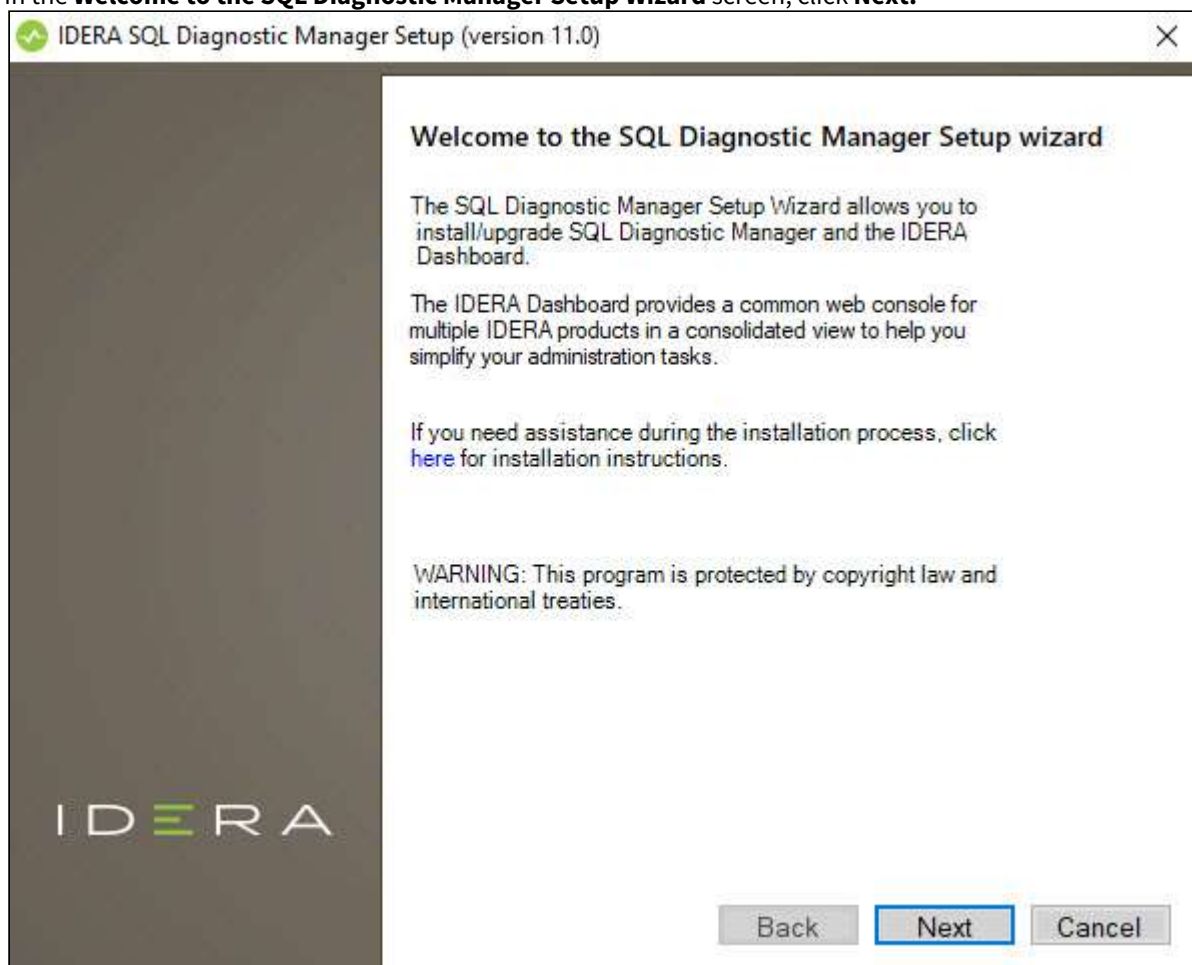 In the Welcome to the SQL Diagnostic Manager Setup Wizard screen, click Next.
IDERA SQL Diagnostic Manager Setup (version 11.0)
Welcome to the SQL Diagnostic Manager Setup wizard
The SQL Diagnostic Manager Setup Wizard allows you to
install/upgrade SQL Diagnostic Manager and the IDERA
Dashboard.
The IDERA Dashboard provides a common web console for
multiple IDERA products in a consolidated view to help you
simplify your administration tasks.
If you need assistance during the installation process, click
here for installation instructions.
WARNING: This program is protected by copyright law and
international treaties.
IDERA
Back Next Cancel